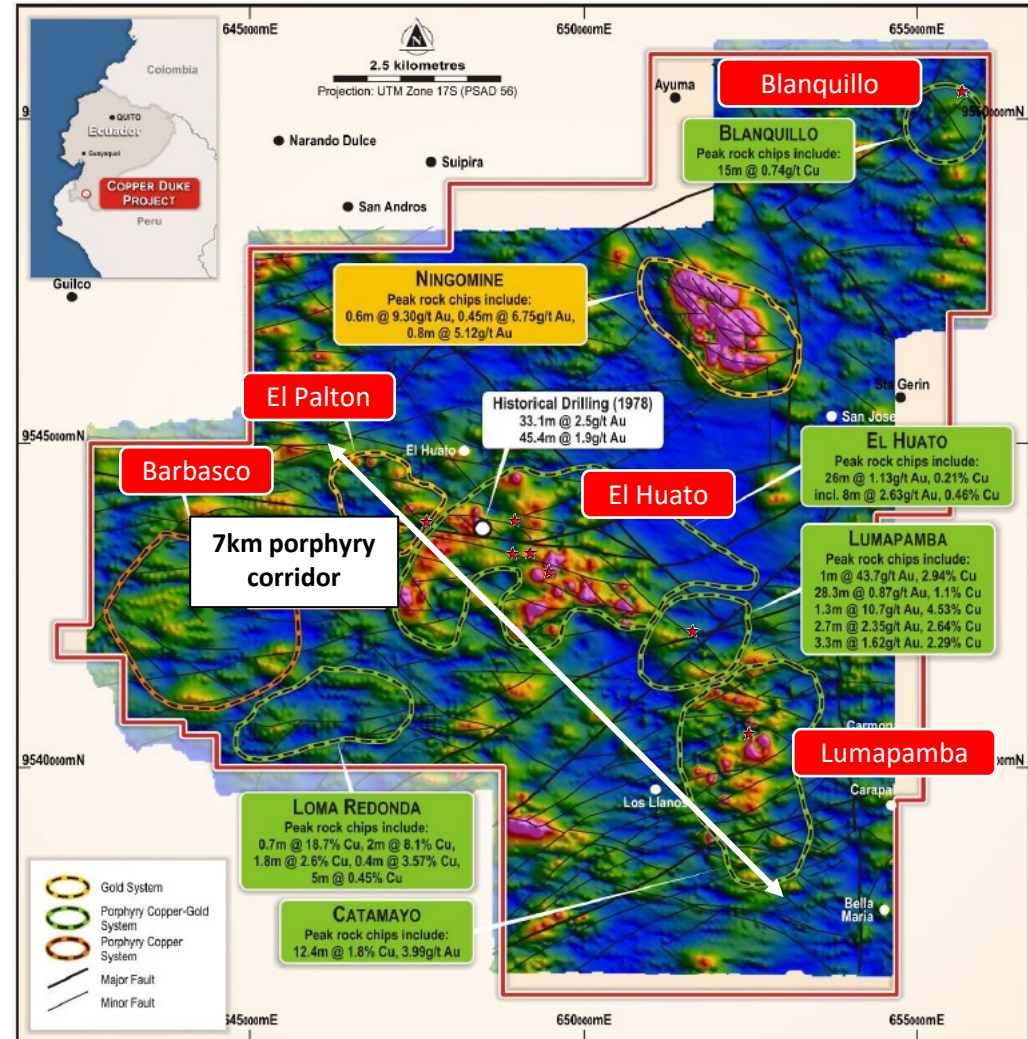 645000mE
650000mE
655000mE
N
2.5 kilometres
Projection: UTM Zone 17S (PSAD 56)
Colombia
QUITO
Ecuador
Guayaquil
COPPER DUKE
PROJECT
Peru
Guilco
Narando Dulce
Suipira
San Andros
Ayuma
Blanquillo
9550000mN
BLANQUILLO
Peak rock chips include:
15m @ 0.74g/t Cu
NINGOMINE
Peak rock chips include:
0.6m @ 9.30g/t Au, 0.45m @ 6.75g/t Au,
0.8m @ 5.12g/t Au
Gerin
San Jose
El Palton
Historical Drilling (1978)
33.1m @ 2.5g/t Au
45.4m @ 1.9g/t Au
9545000mN
El Huato
Barbasco
El Huato
EL HUATO
Peak rock chips include:
26m @ 1.13g/t Au, 0.21% Cu
incl. 8m @ 2.63g/t Au, 0.46% Cu
7km porphyry
corridor
LUMAPAMBA
Peak rock chips include:
1m @ 43.7g/t Au, 2.94% Cu
28.3m @ 0.87g/t Au, 1.1% Cu
1.3m @ 10.7g/t Au, 4.53% Cu
2.7m @ 2.35g/t Au, 2.64% Cu
3.3m @ 1.62g/t Au. 2.29% Cu
Lumapamba
9540000mN
Los Llanos
LOMA REDONDA
Peak rock chips include:
0.7m @ 18.7% Cu, 2m @ 8.1% Cu,
1.8m @ 2.6% Cu, 0.4m @ 3.57% Cu,
5m @ 0.45% Cu
CATAMAYO
Peak rock chips include:
12.4m @ 1.8% Cu, 3.99g/t Au
Bella
Maria
Gold System
Porphyry Copper-Gold
System
Porphyry Copper
System
Major Fault
Minor Fault
645000mE
650000mE
655000mE